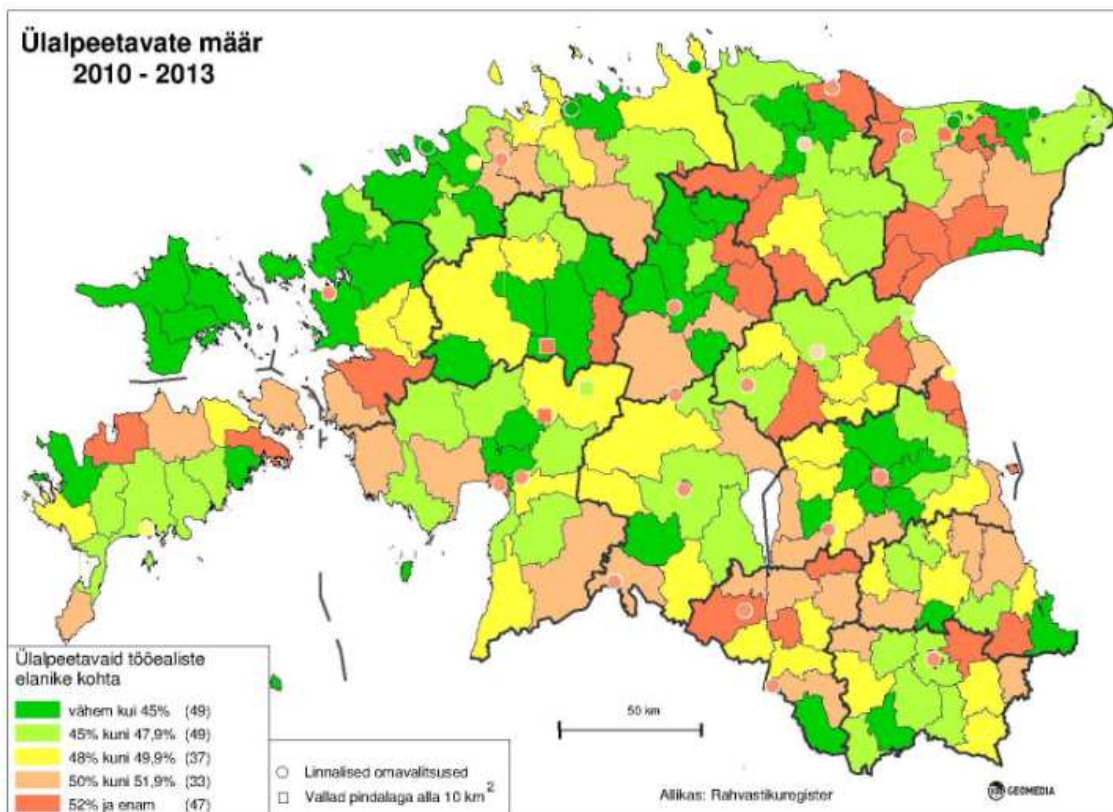 Ülalpeetavate määr
2010 - 2013
Ülalpeetavaid tööealiste
elanike kohta
vähem kui 45% (49)
45% kuni 47,9% (49)
48% kuni 49,9% (37)
50% kuni 51,9% (33)
52% ja enam (47)
Linnalised omavalitsused
Vallad pindalaga alla 10 km²
50 km
Allikas: Rahvastikuregister
GEOMEDIA